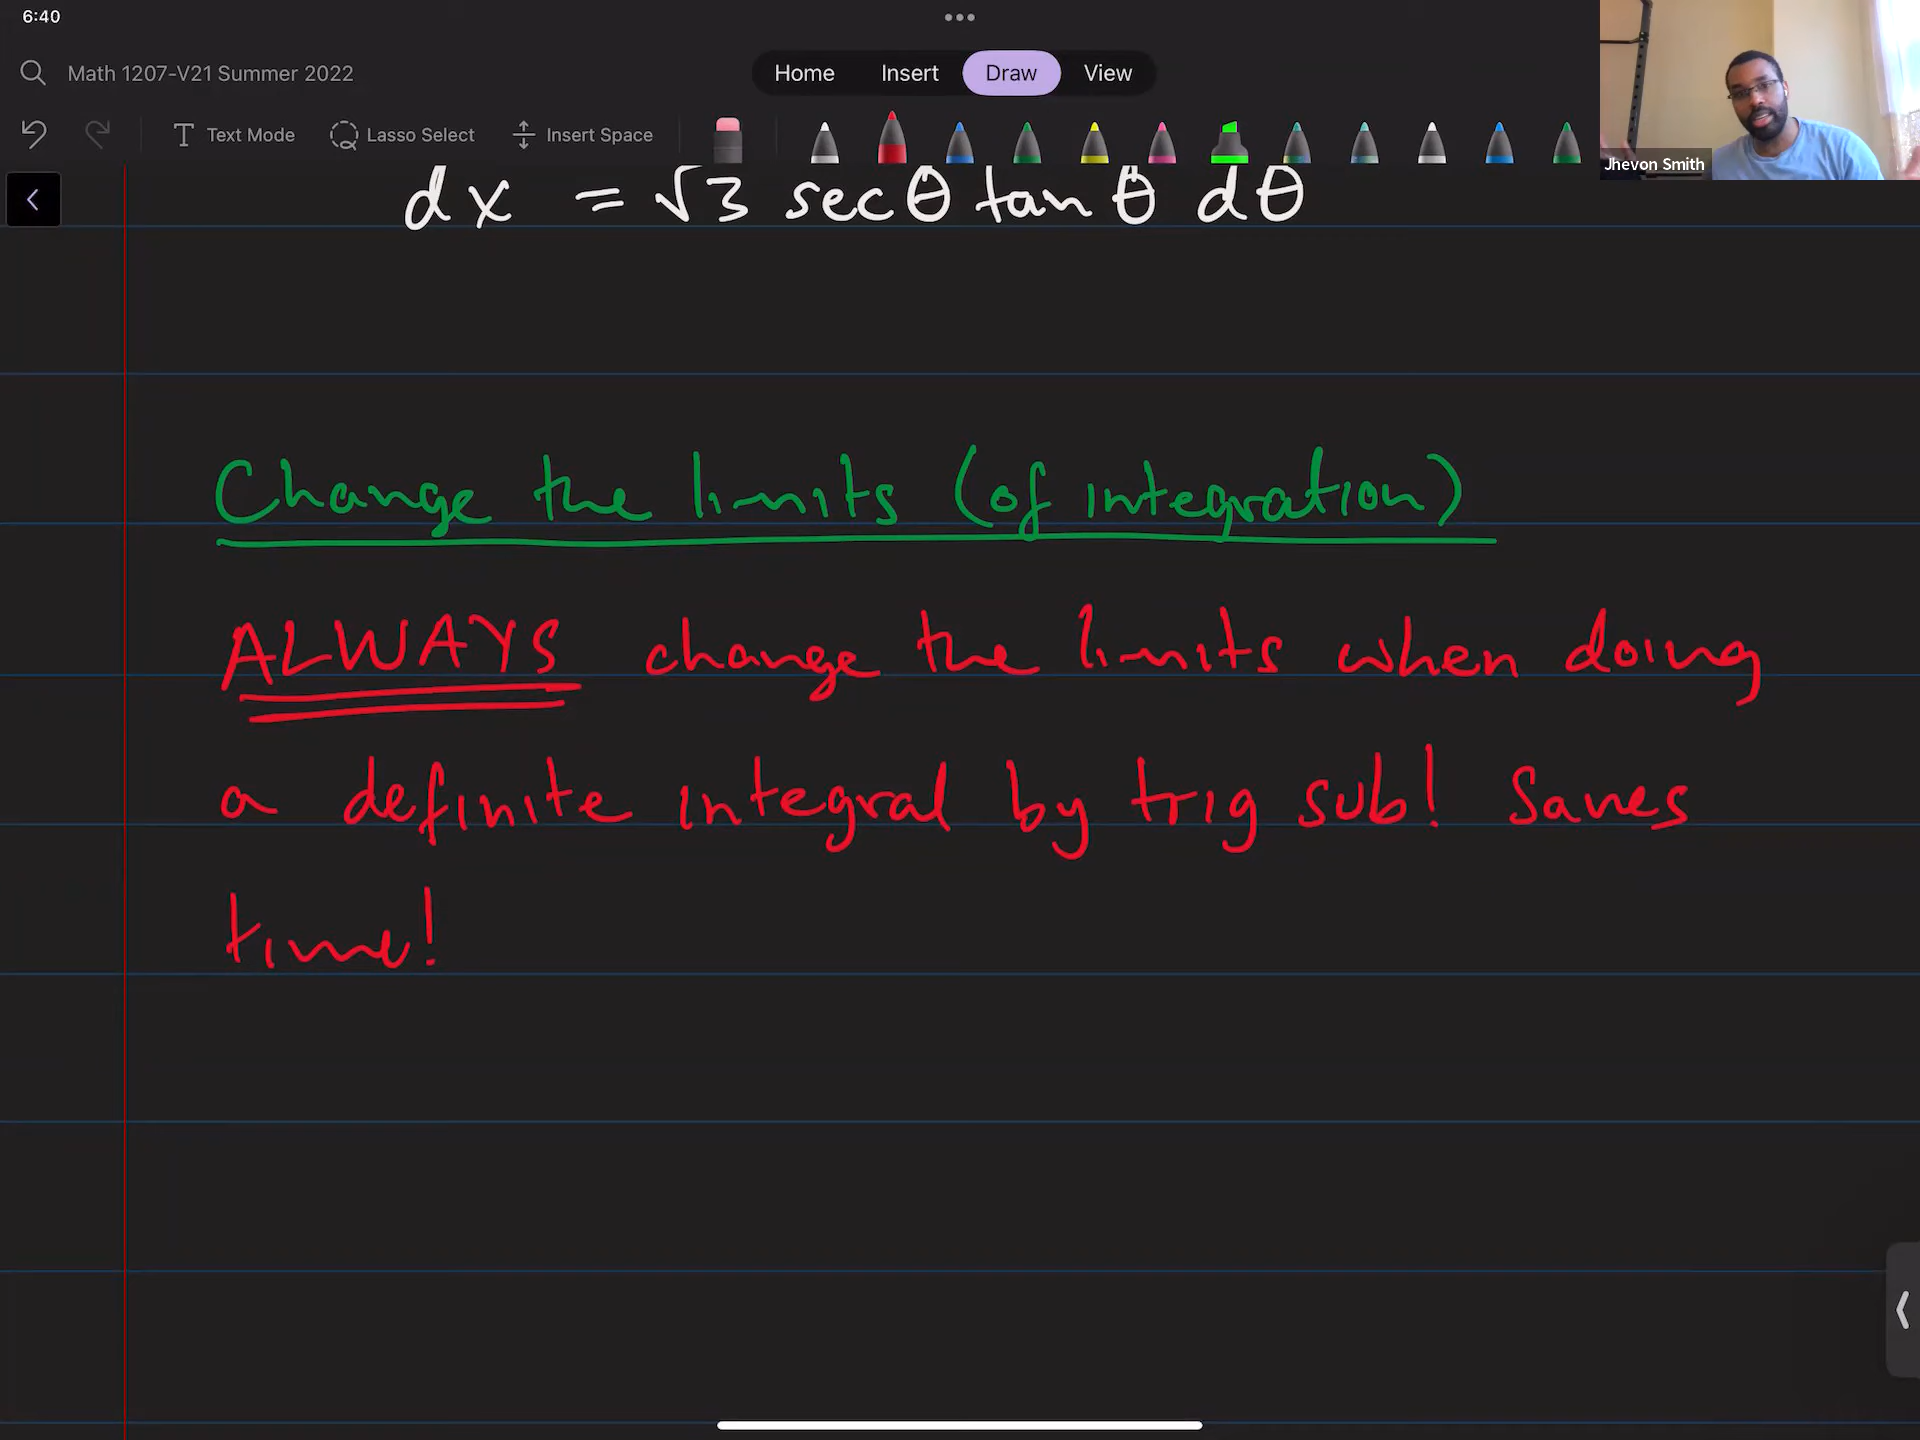 6:40
Math 1207-V21 Summer 2022
Home Insert Draw View
Text Mode Lasso Select Insert Space
Jhevon Smith
dx = √3 secθ tanθ dθ
Change the limits (of integration)
ALWAYS change the limits when doing
a definite integral by trig sub! Saves
time!